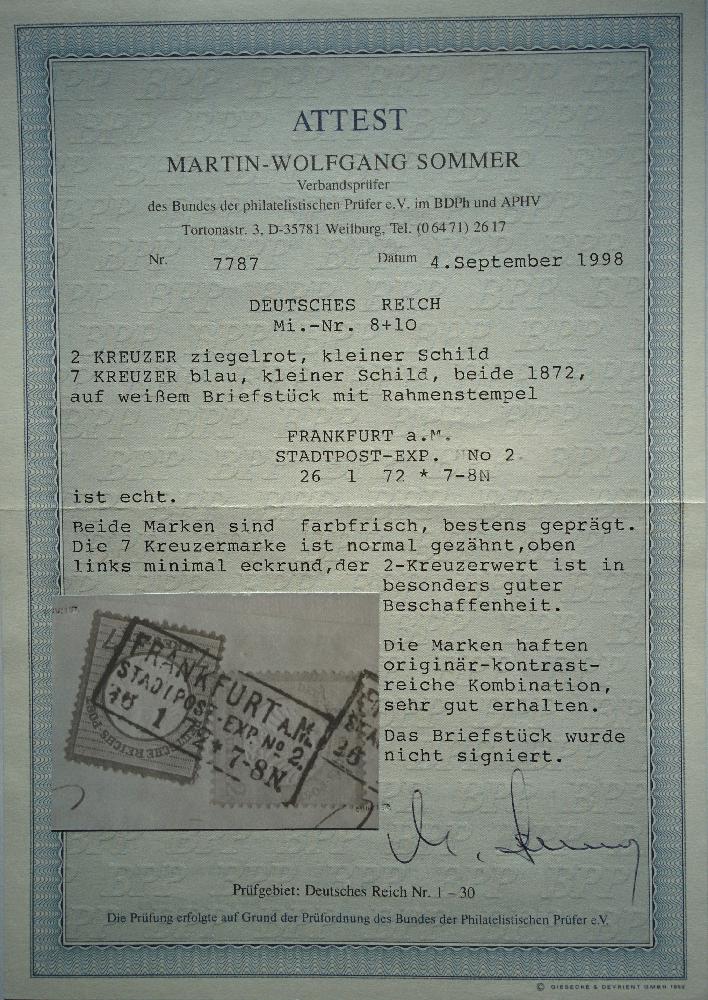 ATTEST
MARTIN-WOLFGANG SOMMER
Verbandsprüfer
des Bundes der philatelistischen Prüfer e.V. im BDPh und APHV
Tortonastr. 3, D-35781 Weilburg, Tel. (06471) 2617
Nr. 7787 Datum 4.September 1998
DEUTSCHES REICH
Mi.-Nr. 8+10
2 KREUZER ziegelrot, kleiner Schild
7 KREUZER blau, kleiner Schild, beide 1872,
auf weißem Briefstück mit Rahmenstempel
FRANKFURT a.M.
STADTPOST-EXP. No 2.
26 1 72 * 7-8N
ist echt.
Beide Marken sind farbfrisch, bestens geprägt.
Die 7 Kreuzermarke ist normal gezähnt,oben
links minimal eckrund,der 2-Kreuzerwert ist in
besonders guter
Beschaffenheit.
Die Marken haften
originär-kontrast-
reiche Kombination,
sehr gut erhalten.
Das Briefstück wurde
nicht signiert.
FRANKFURT A.M.
STADTPOST-EXP. No 2.
26 1 72 * 7-8N.
Prüfgebiet: Deutsches Reich Nr. 1 – 30
Die Prüfung erfolgte auf Grund der Prüfordnung des Bundes der Philatelistischen Prüfer e.V.
© GIESECKE & DEVRIENT GMBH